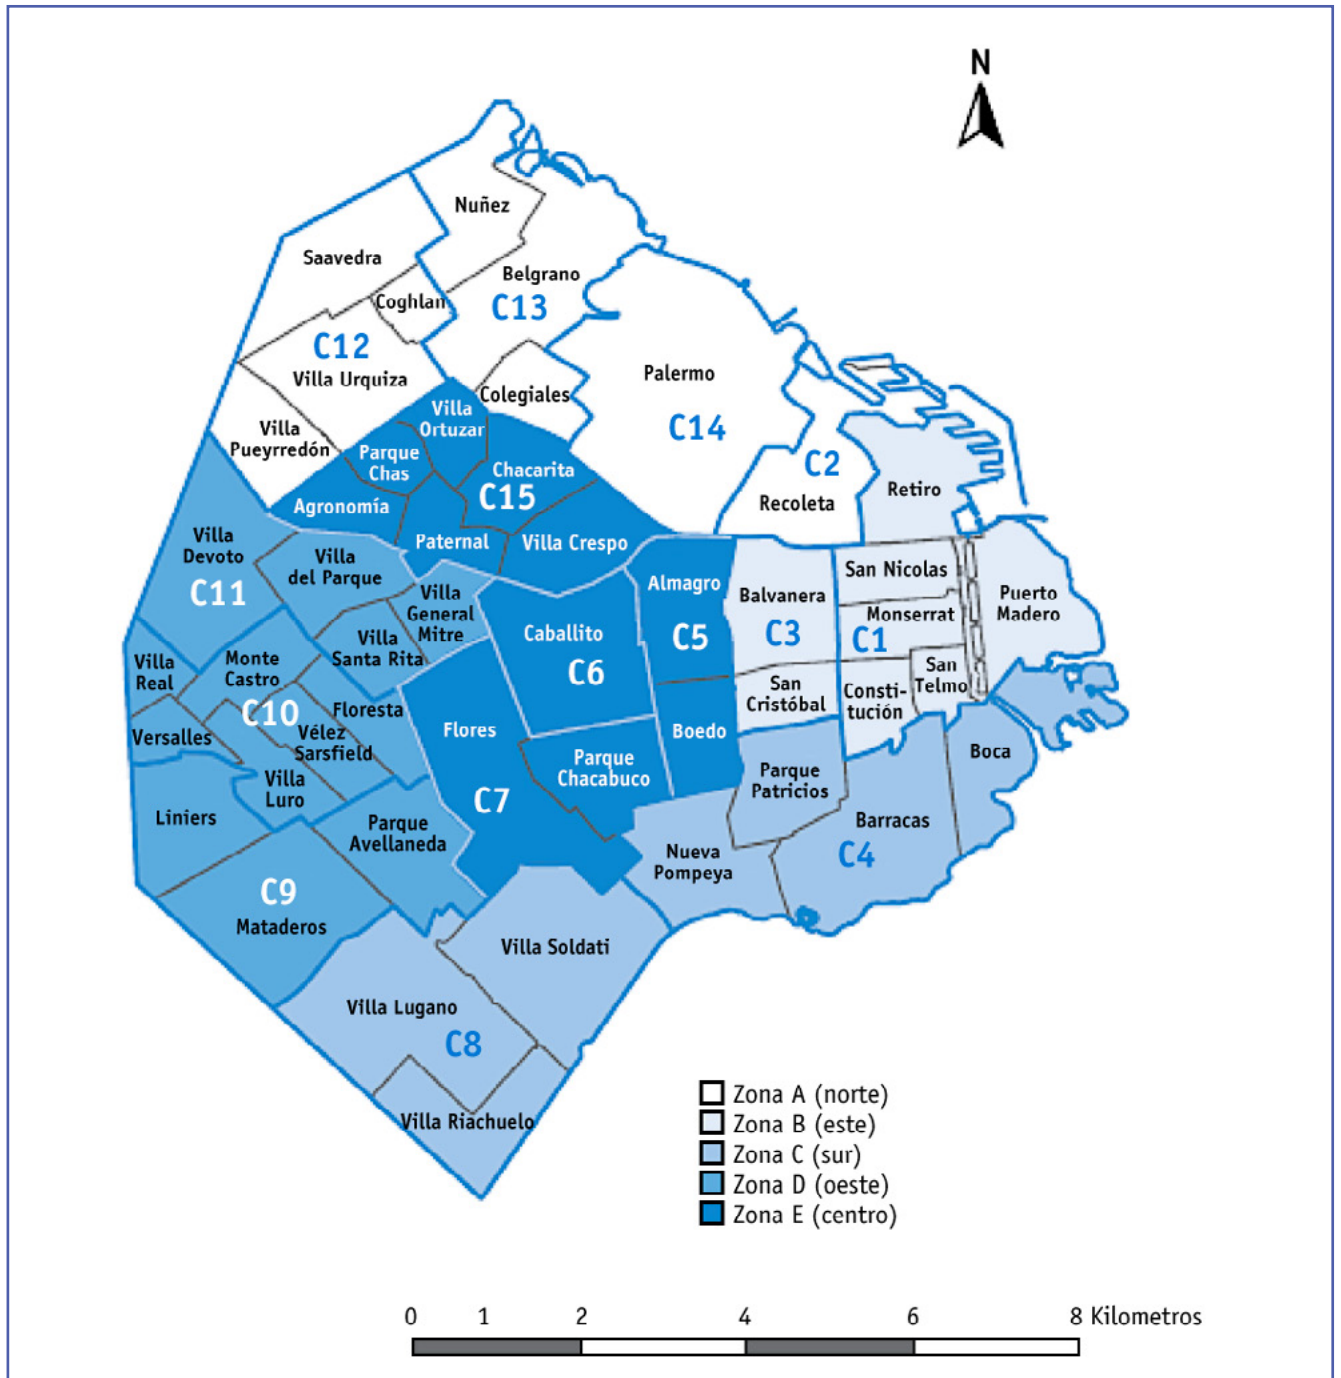 N
Nuñez
Saavedra
Belgrano
Coghlan
C13
C12
Villa Urquiza
Palermo
Colegiales
C14
Villa
Ortuzar
Villa
Pueyrredón
Parque
Chas
Chacarita
C15
C2
Recoleta
Retiro
Agronomía
Villa
Devoto
C11
Paternal
Villa Crespo
Villa
del Parque
Villa
General
Mitre
Almagro
C5
Balvanera
C3
San Nicolas
Monserrat
C1
Puerto
Madero
Caballito
C6
Villa
Santa Rita
Villa
Real
Monte
Castro
C10
San
Telmo
San
Cristóbal
Consti-
tución
Floresta
Flores
Boedo
Versalles
Vélez
Sarsfield
Boca
Parque
Chacabuco
Parque
Patricios
Villa
Luro
C7
Liniers
Parque
Avellaneda
Barracas
C4
Nueva
Pompeya
C9
Mataderos
Villa Soldati
Villa Lugano
C8
Villa Riachuelo
Zona A (norte)
Zona B (este)
Zona C (sur)
Zona D (oeste)
Zona E (centro)
0 1 2 4 6 8 Kilometros